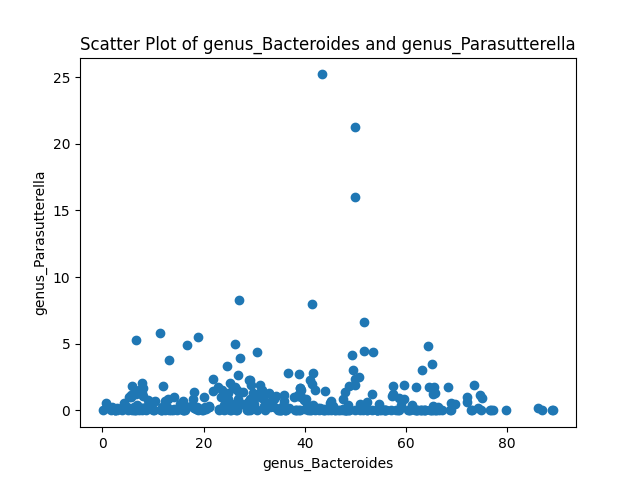 Scatter Plot of genus_Bacteroides and genus_Parasutterella
25
20
15
10
5
0
genus_Parasutterella
0 20 40 60 80
genus_Bacteroides